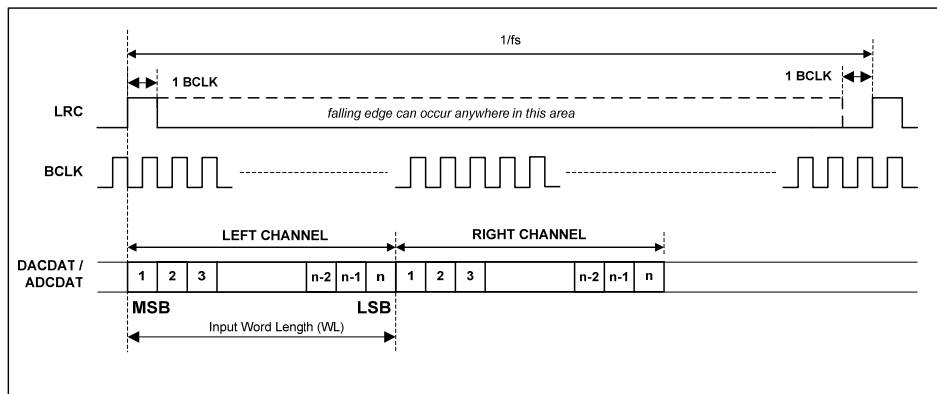 1/fs
1 BCLK
1 BCLK
LRC
falling edge can occur anywhere in this area
BCLK
LEFT CHANNEL
RIGHT CHANNEL
DACDAT /
ADCDAT
1 2 3 n-2 n-1 n 1 2 3 n-2 n-1 n
MSB
LSB
Input Word Length (WL)